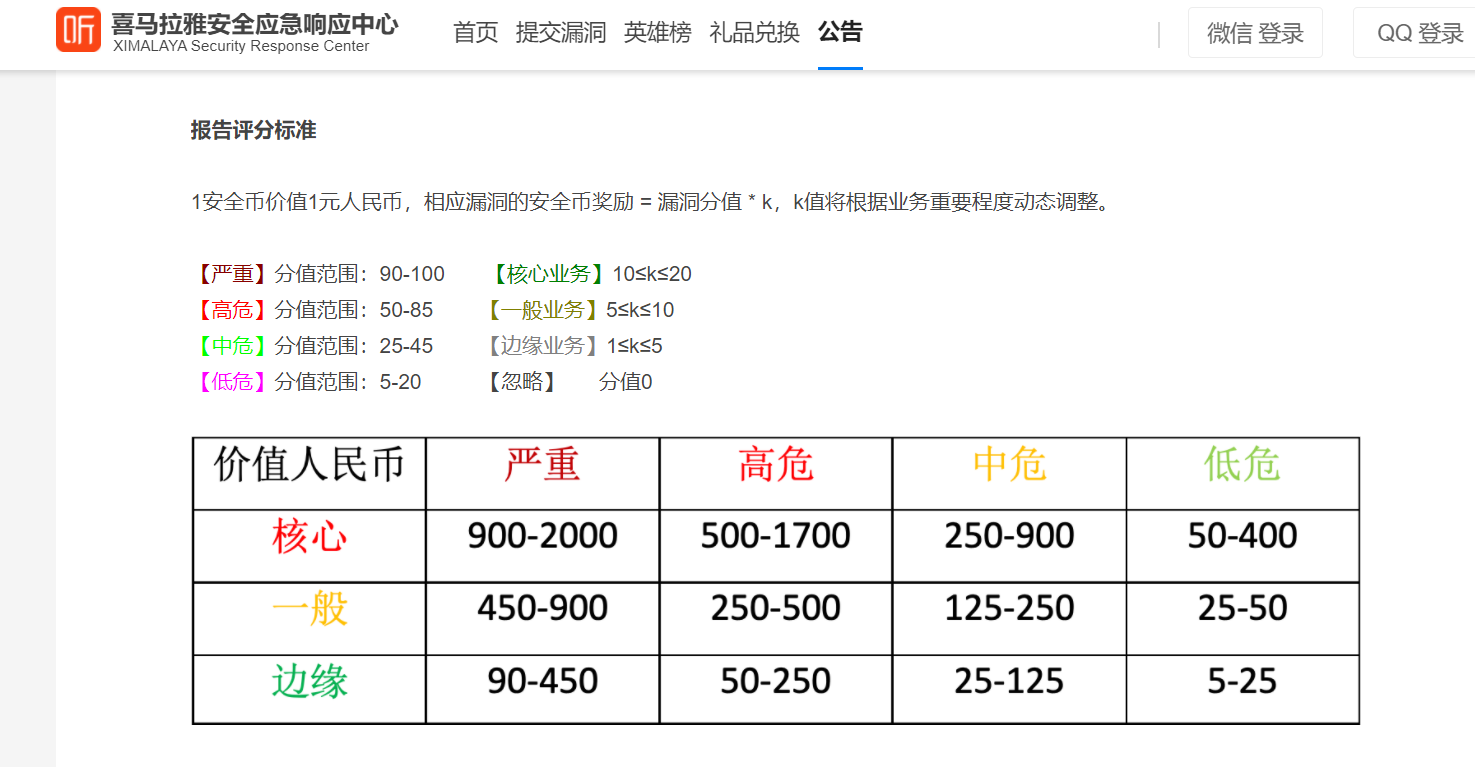 喜马拉雅安全应急响应中心
XIMALAYA Security Response Center
首页 提交漏洞 英雄榜 礼品兑换 公告
微信 登录 QQ 登录
报告评分标准
1安全币价值1元人民币，相应漏洞的安全币奖励 = 漏洞分值 * k，k值将根据业务重要程度动态调整。
【严重】分值范围：90-100 【核心业务】10≤k≤20
【高危】分值范围：50-85 【一般业务】5≤k≤10
【中危】分值范围：25-45 【边缘业务】1≤k≤5
【低危】分值范围：5-20 【忽略】 分值0
价值人民币 严重 高危 中危 低危
核心 900-2000 500-1700 250-900 50-400
一般 450-900 250-500 125-250 25-50
边缘 90-450 50-250 25-125 5-25